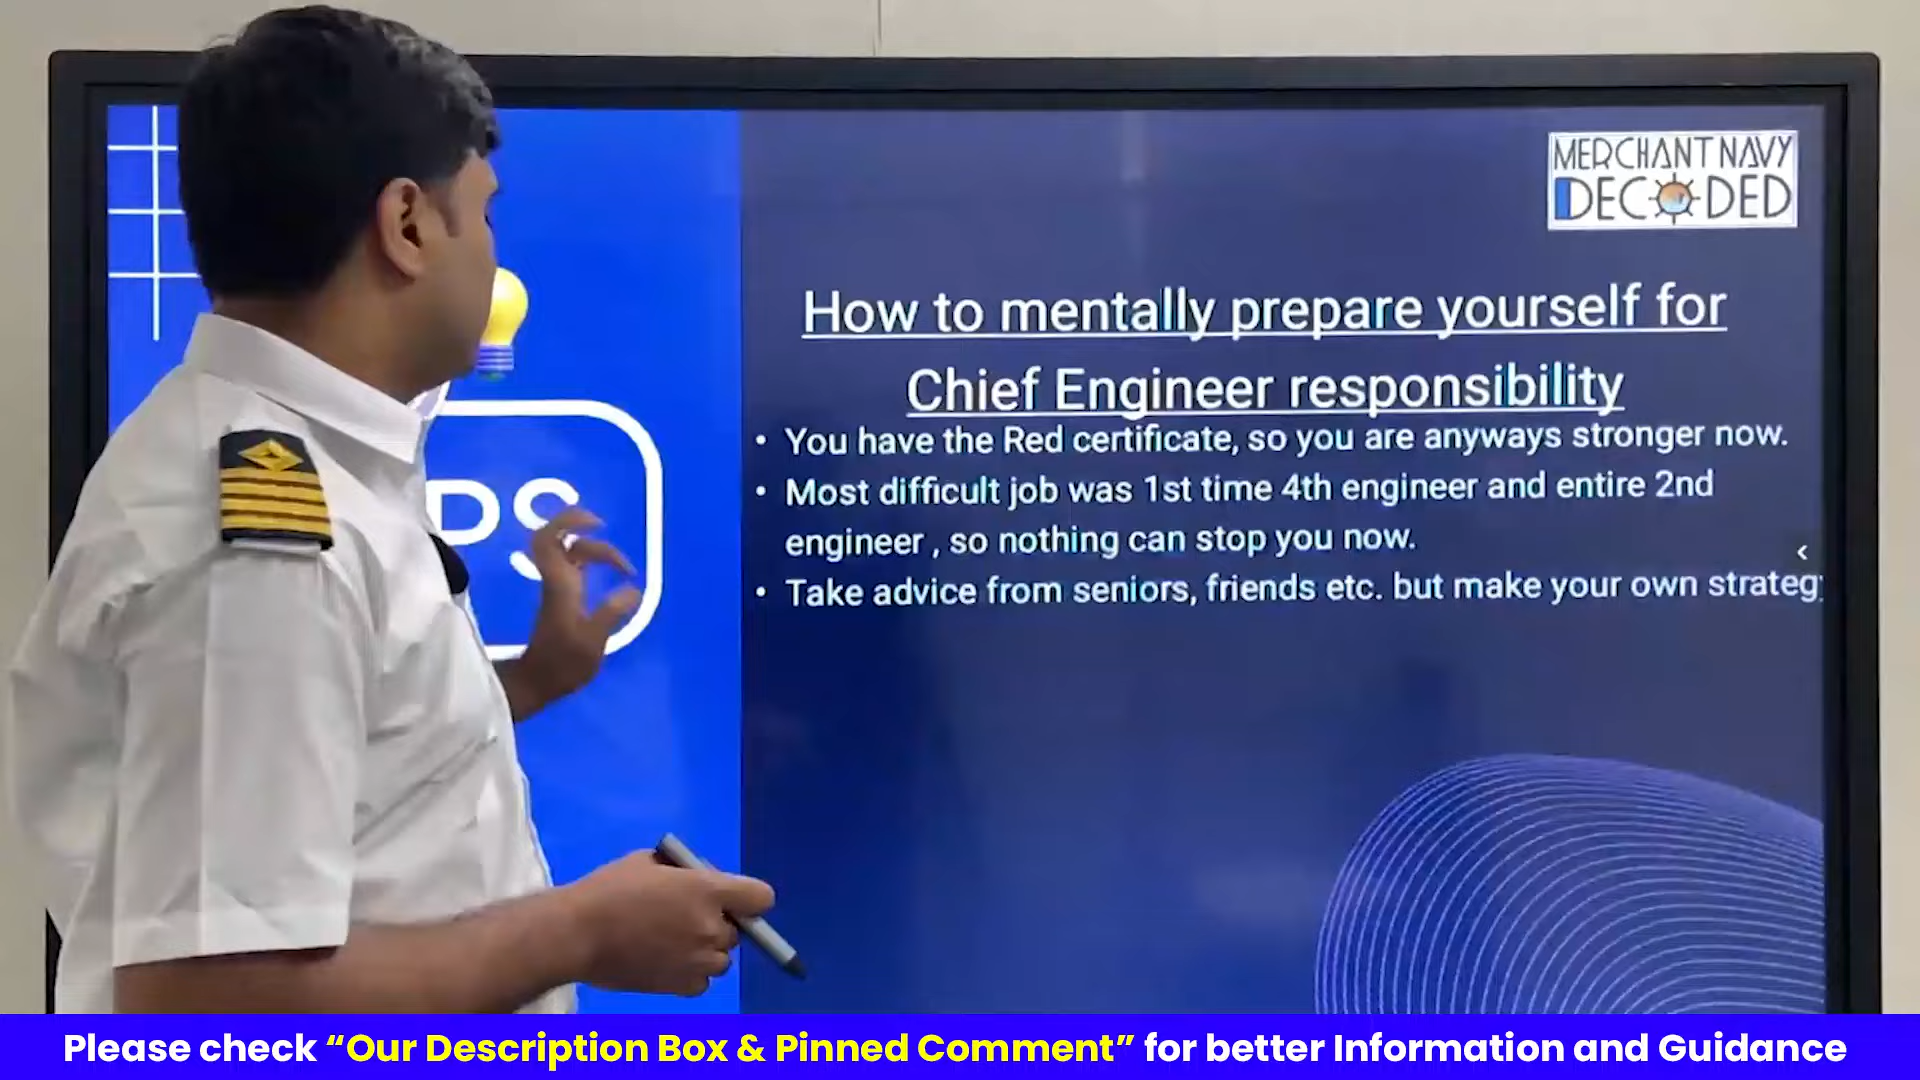 MERCHANT NAVY
DECODED
How to mentally prepare yourself for
Chief Engineer responsibility
• You have the Red certificate, so you are anyways stronger now.
• Most difficult job was 1st time 4th engineer and entire 2nd
engineer , so nothing can stop you now.
• Take advice from seniors, friends etc. but make your own
PS
Please check “Our Description Box & Pinned Comment” for better Information and Guidance